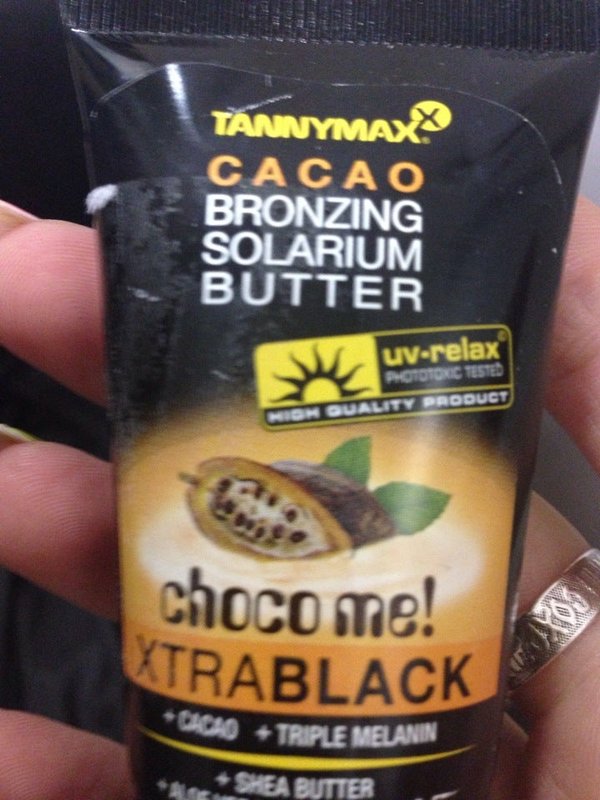 TANNYMAX X
CACAO
BRONZING
SOLARIUM
BUTTER
uv-relax
PHOTOTOXIC TESTED
HIGH QUALITY PRODUCT
choco me!
XTRABLACK
+ CACAO + TRIPLE MELANIN
+ SHEA BUTTER